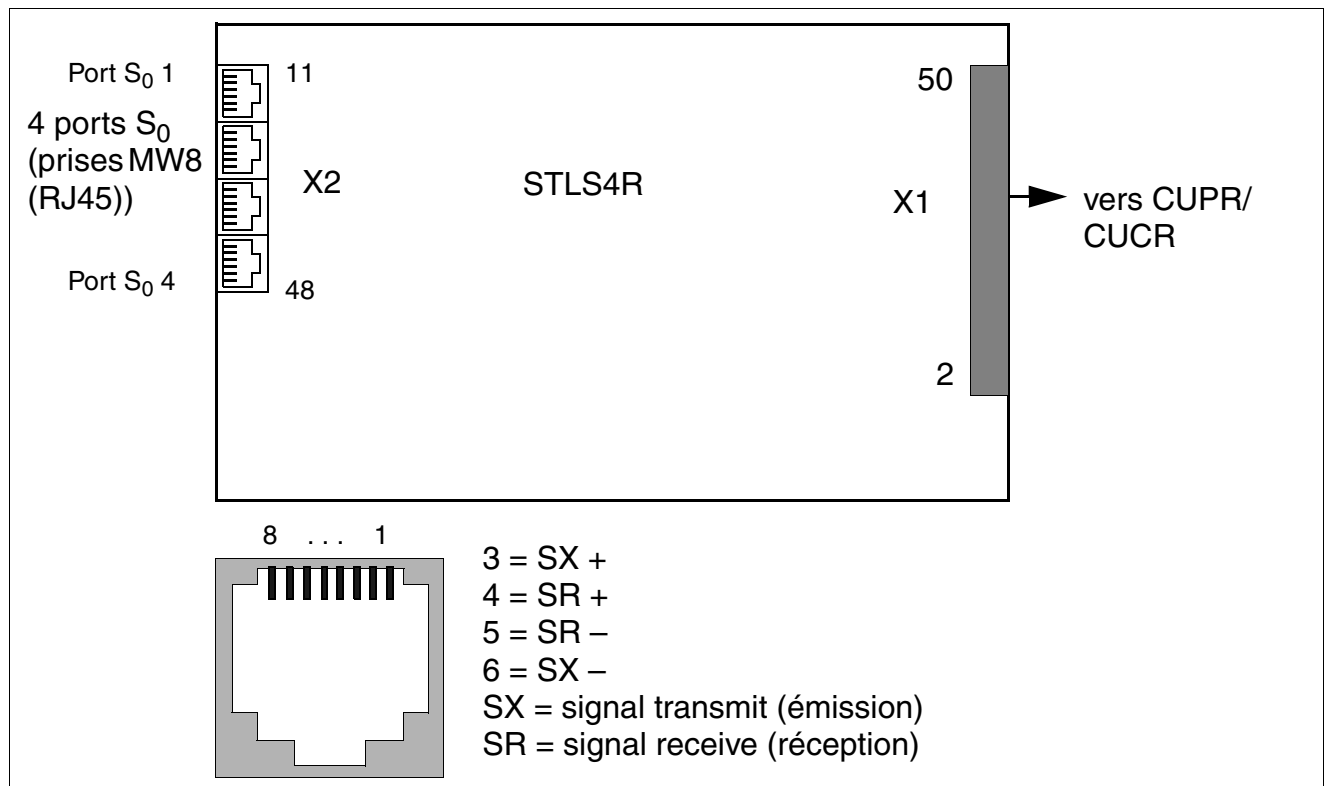 Port S0 1
11
50
4 ports S0
(prises MW8
(RJ45))
X2
STLS4R
X1
vers CUPR/
CUCR
Port S0 4
48
2
8 ... 1
3 = SX +
4 = SR +
5 = SR –
6 = SX –
SX = signal transmit (émission)
SR = signal receive (réception)